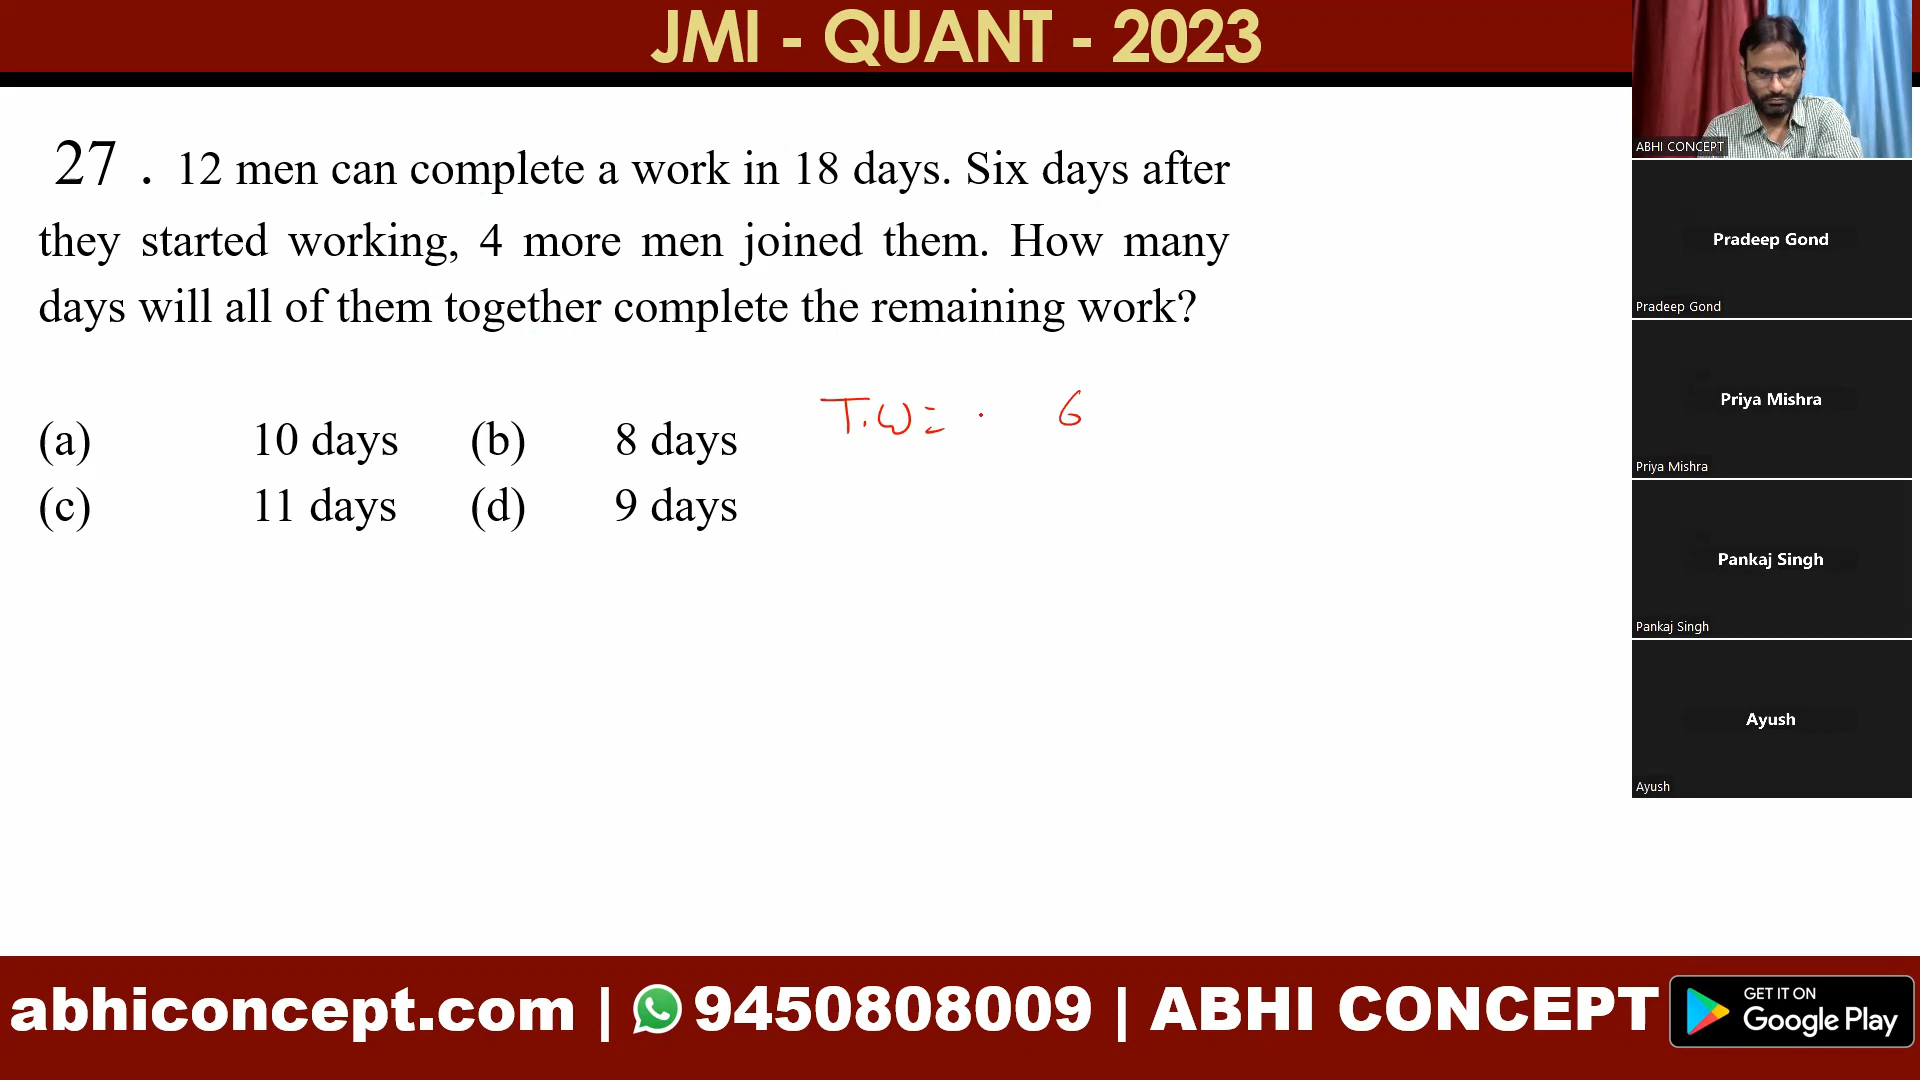 JMI - QUANT - 2023
27 . 12 men can complete a work in 18 days. Six days after
they started working, 4 more men joined them. How many
days will all of them together complete the remaining work?
T.W = . 6
(a) 10 days (b) 8 days
(c) 11 days (d) 9 days
ABHI CONCEPT
Pradeep Gond
Pradeep Gond
Priya Mishra
Priya Mishra
Pankaj Singh
Pankaj Singh
Ayush
Ayush
abhiconcept.com | 9450808009 | ABHI CONCEPT
GET IT ON
Google Play